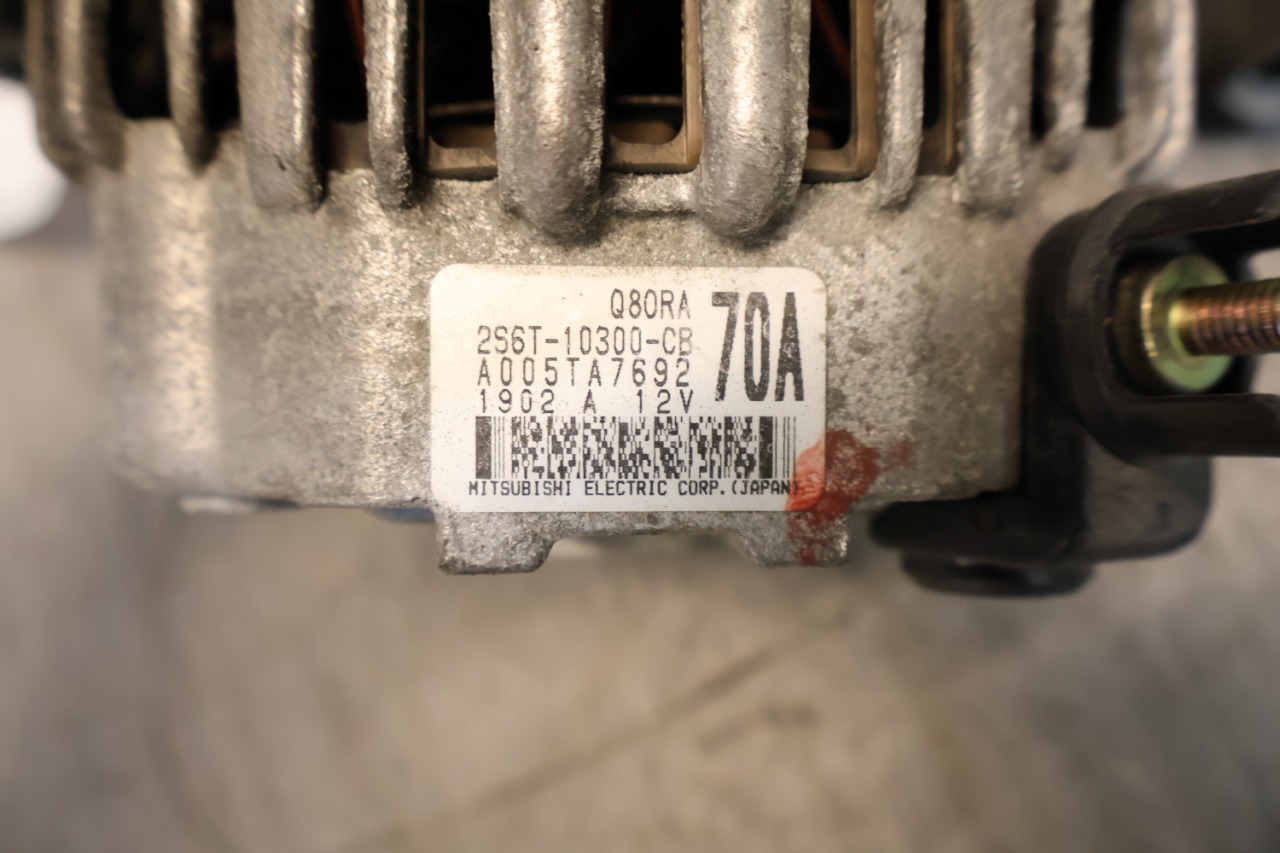 Q80RA
70A
2S6T-10300-CB
A005TA7692
1902 A 12V
MITSUBISHI ELECTRIC CORP.(JAPAN)